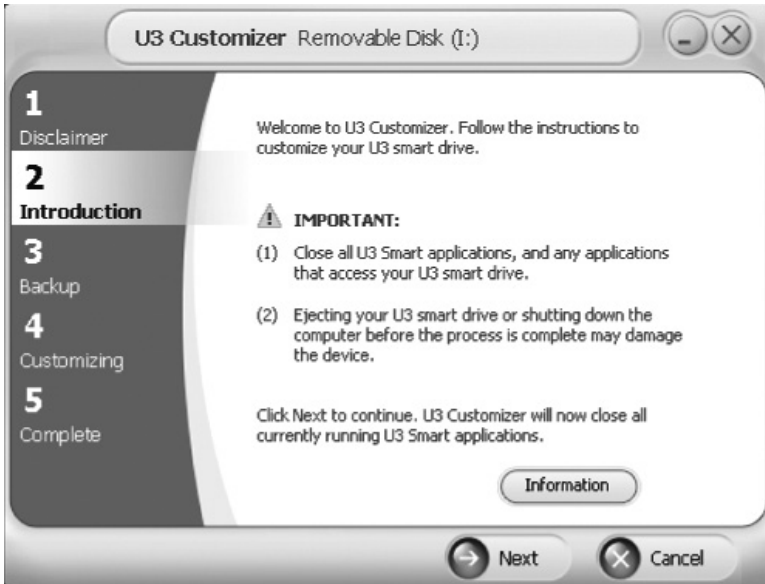 U3 Customizer Removable Disk (I:)
1
Disclaimer
2
Introduction
3
Backup
4
Customizing
5
Complete
Welcome to U3 Customizer. Follow the instructions to
customize your U3 smart drive.
IMPORTANT:
(1) Close all U3 Smart applications, and any applications
that access your U3 smart drive.
(2) Ejecting your U3 smart drive or shutting down the
computer before the process is complete may damage
the device.
Click Next to continue. U3 Customizer will now close all
currently running U3 Smart applications.
Information
Next
Cancel